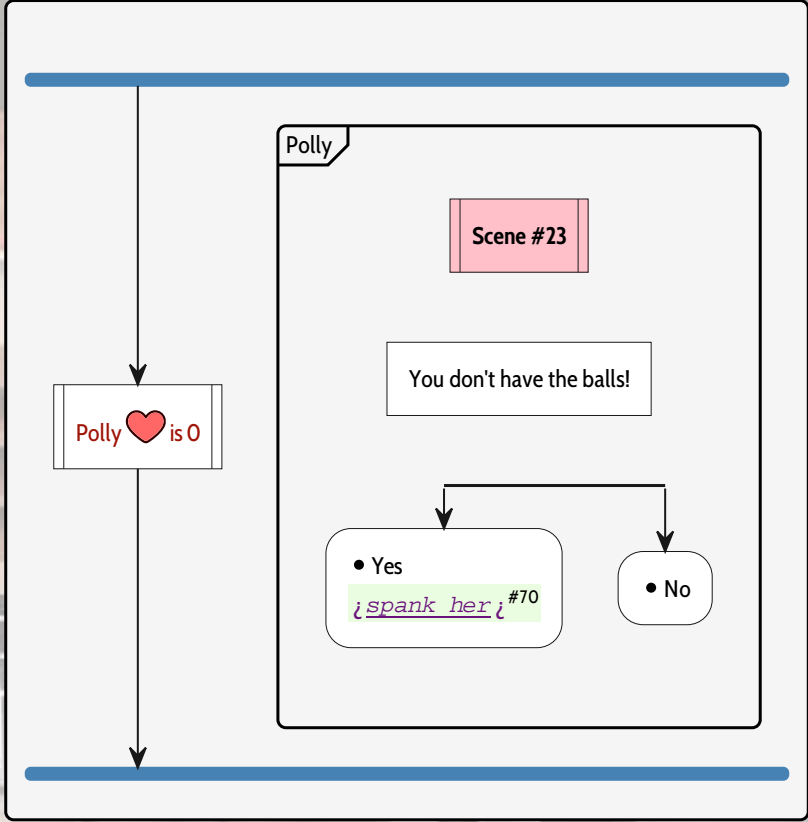 Polly
Scene #23
You don't have the balls!
Polly ❤ is 0
• Yes
¿spank her¿ #70
• No